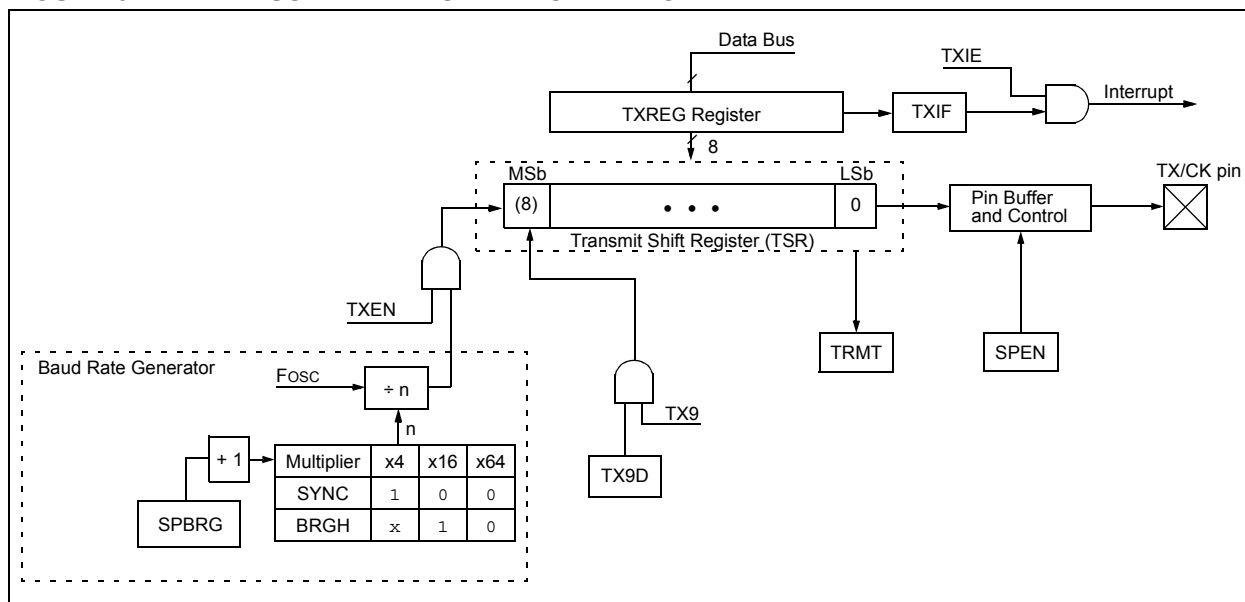 Data Bus
TXIE
Interrupt
TXREG Register
TXIF
8
MSb
LSb
TX/CK pin
(8)
• • •
0
Pin Buffer
and Control
Transmit Shift Register (TSR)
TXEN
TRMT
SPEN
Baud Rate Generator
FOSC
÷ n
n
TX9
+ 1
Multiplier x4 x16 x64
TX9D
SYNC 1 0 0
SPBRG
BRGH x 1 0